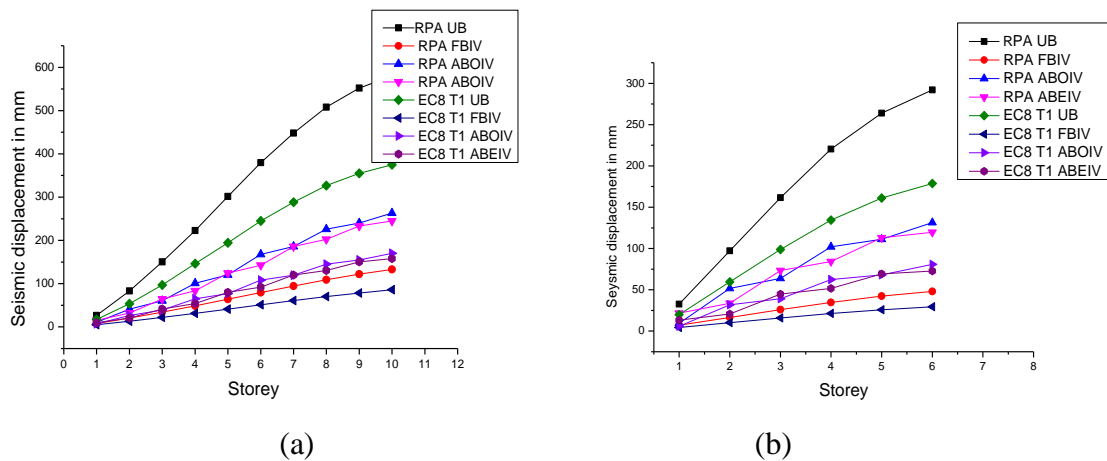 RPA UB
RPA FBIV
RPA ABOIV
RPA ABOIV
EC8 T1 UB
EC8 T1 FBIV
EC8 T1 ABOIV
EC8 T1 ABEIV
Seismic displacement in mm
600
500
400
300
200
100
0
0 1 2 3 4 5 6 7 8 9 10 11 12
Storey
(a)
RPA UB
RPA FBIV
RPA ABOIV
RPA ABEIV
EC8 T1 UB
EC8 T1 FBIV
EC8 T1 ABOIV
EC8 T1 ABEIV
Seysmic displacement in mm
300
250
200
150
100
50
0
1 2 3 4 5 6 7 8
Storey
(b)